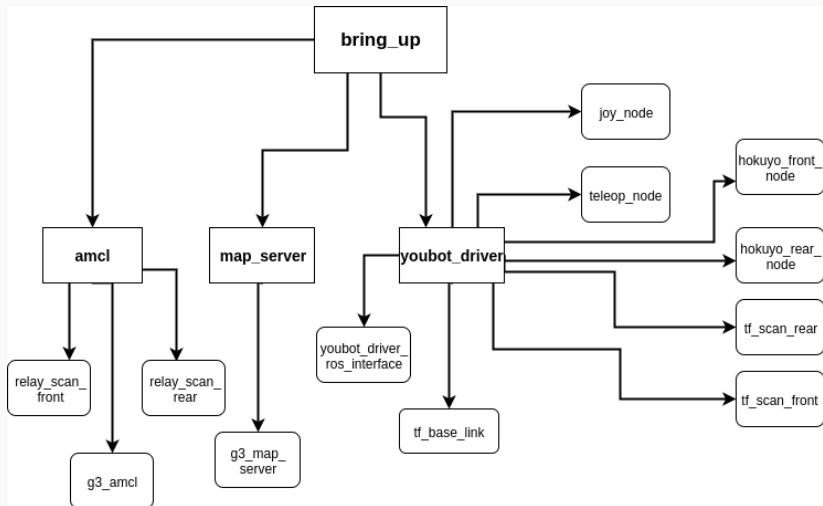 bring_up
joy_node
hokuyo_front_
node
teleop_node
amcl
map_server
youbot_driver
hokuyo_rear_
node
tf_scan_rear
youbot_driver_
ros_interface
relay_scan_
front
relay_scan_
rear
tf_scan_front
tf_base_link
g3_map_
server
g3_amcl